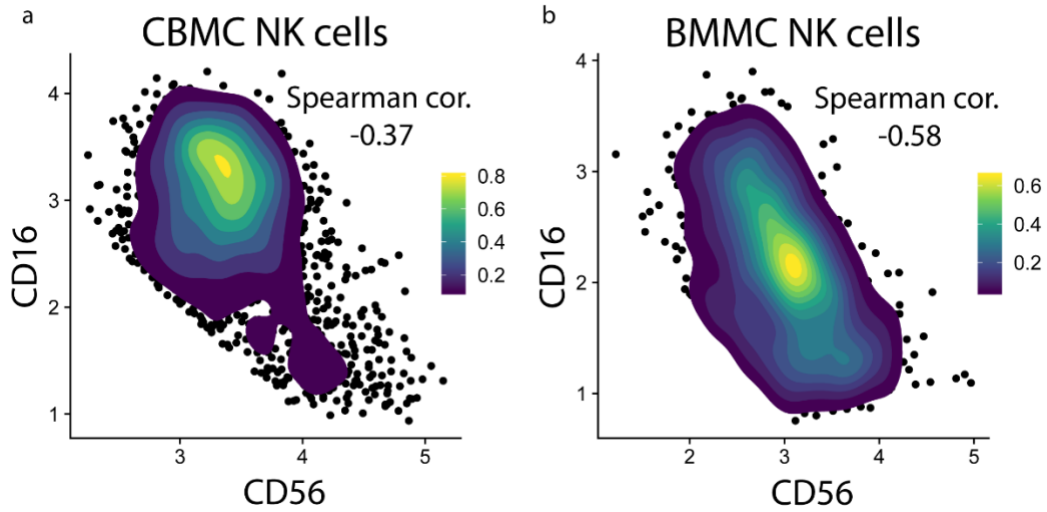 a
CBMC NK cells
Spearman cor.
-0.37
4
3
2
1
CD16
0.8
0.6
0.4
0.2
3
4
5
CD56
b
BMMC NK cells
Spearman cor.
-0.58
4
3
2
1
CD16
0.6
0.4
0.2
2
3
4
5
CD56